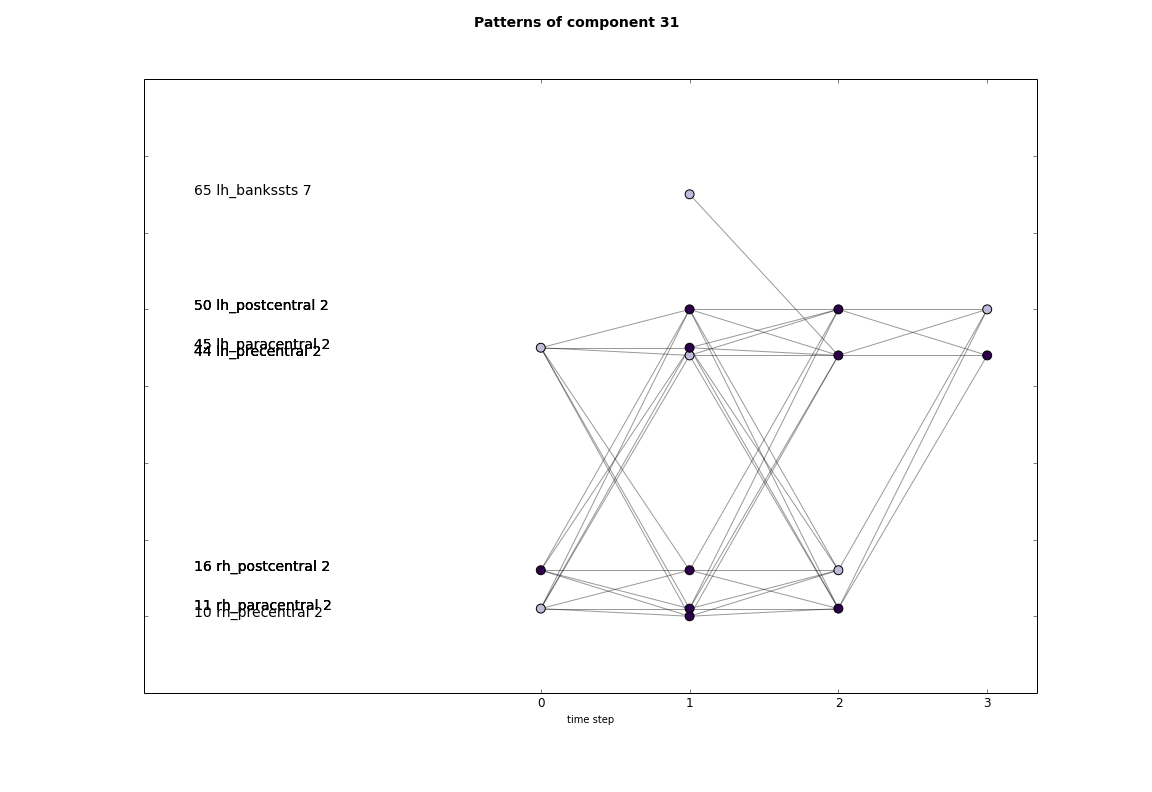 Patterns of component 31
65 lh_bankssts 7
50 lh_postcentral 2
45 lh_paracentral 2
44 lh_precentral 2
16 rh_postcentral 2
11 rh_paracentral 2
10 rh_precentral 2
0 1 2 3
time step